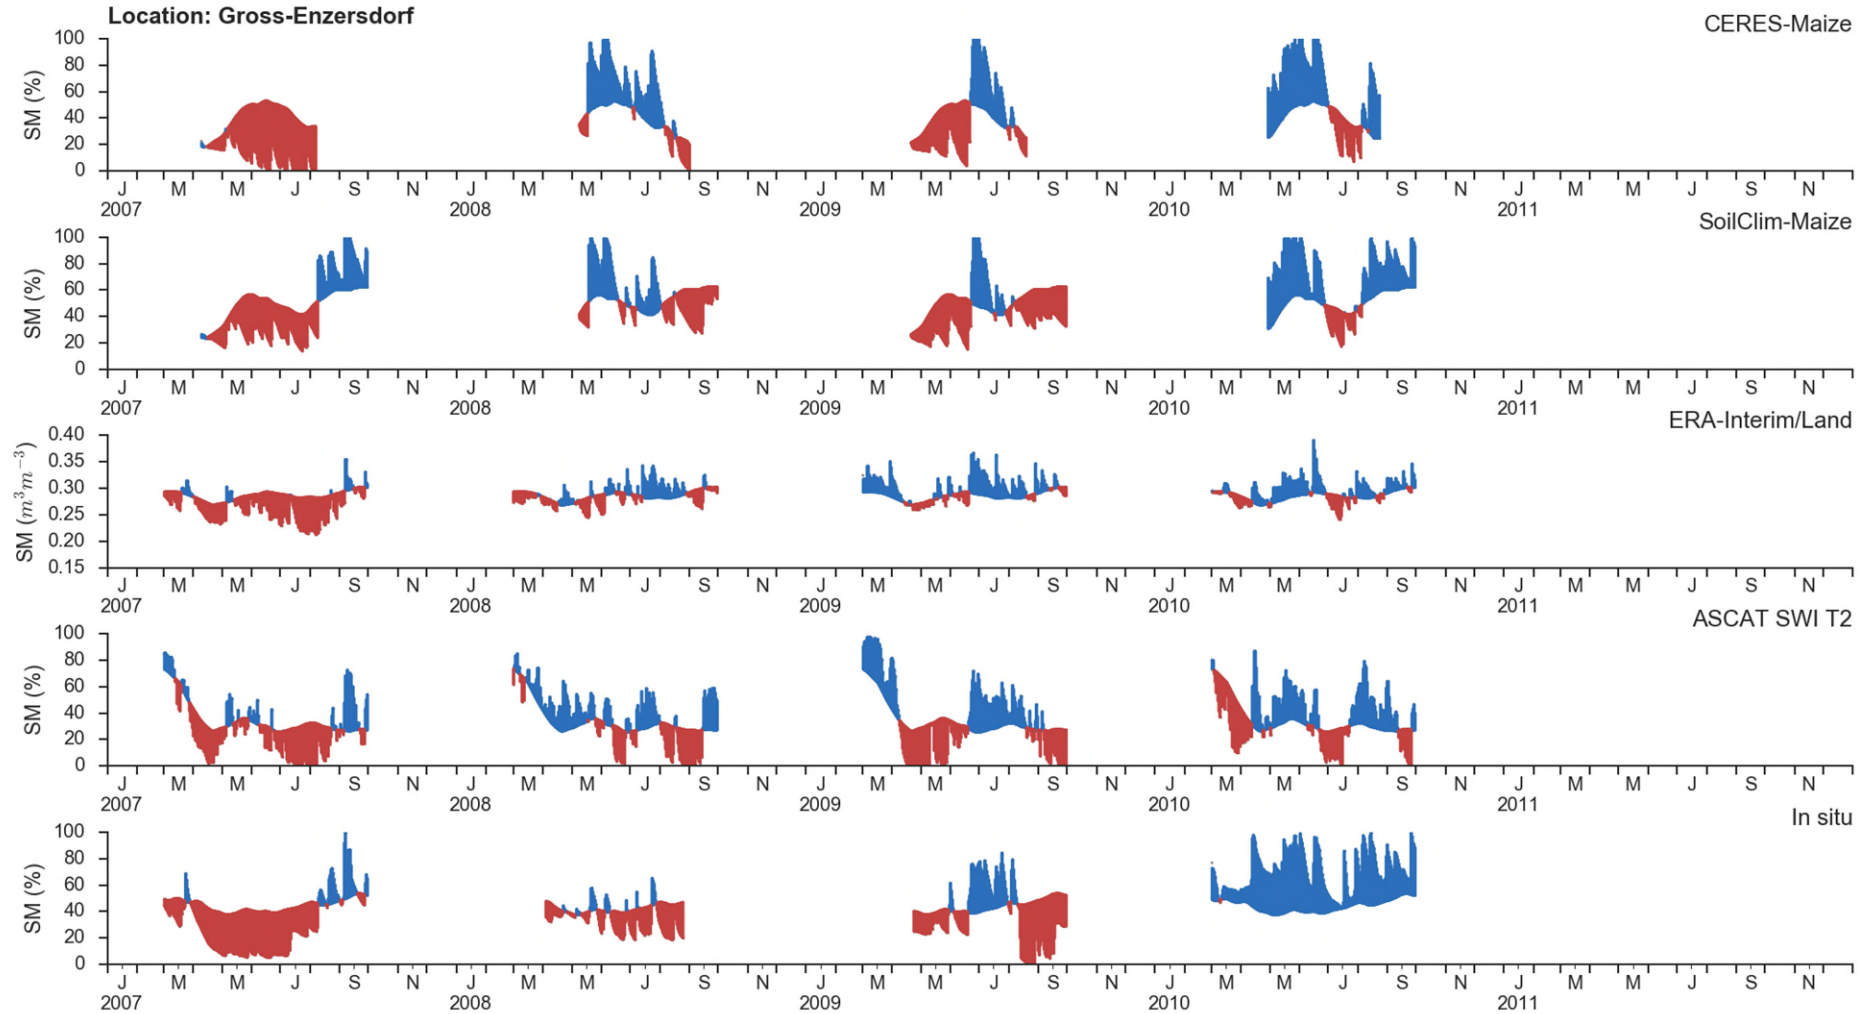 Location: Gross-Enzersdorf
CERES-Maize
SM (%)
100
80
60
40
20
0
J M M J S N J M M J S N J M M J S N J M M J S N J M M J S N
2007 2008 2009 2010 2011
SoilClim-Maize
SM (%)
100
80
60
40
20
0
J M M J S N J M M J S N J M M J S N J M M J S N J M M J S N
2007 2008 2009 2010 2011
ERA-Interim/Land
SM (m³m⁻³)
0.40
0.35
0.30
0.25
0.20
0.15
J M M J S N J M M J S N J M M J S N J M M J S N J M M J S N
2007 2008 2009 2010 2011
ASCAT SWI T2
SM (%)
100
80
60
40
20
0
J M M J S N J M M J S N J M M J S N J M M J S N J M M J S N
2007 2008 2009 2010 2011
In situ
SM (%)
100
80
60
40
20
0
J M M J S N J M M J S N J M M J S N J M M J S N J M M J S N
2007 2008 2009 2010 2011